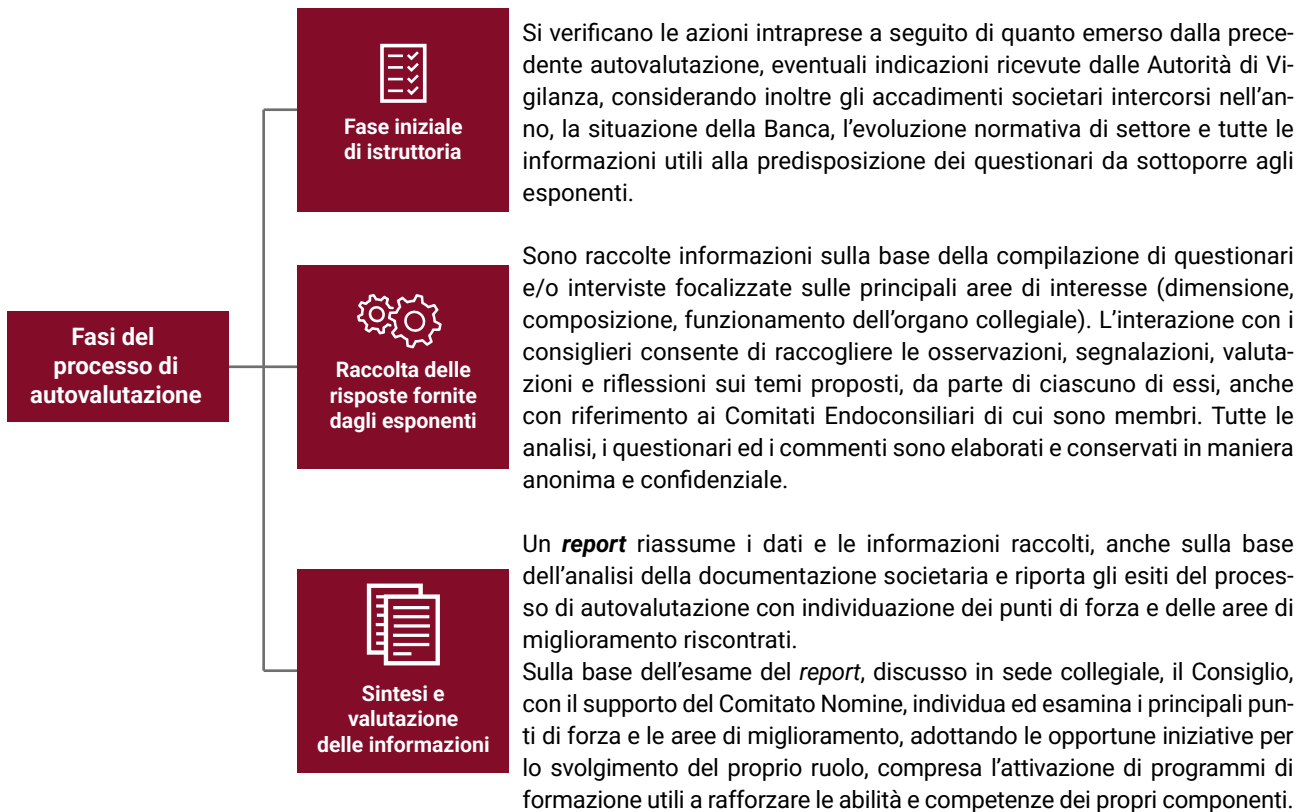 Fasi del
processo di
autovalutazione
Fase iniziale
di istruttoria
Si verificano le azioni intraprese a seguito di quanto emerso dalla prece-
dente autovalutazione, eventuali indicazioni ricevute dalle Autorità di Vi-
gilanza, considerando inoltre gli accadimenti societari intercorsi nell’an-
no, la situazione della Banca, l’evoluzione normativa di settore e tutte le
informazioni utili alla predisposizione dei questionari da sottoporre agli
esponenti.
Raccolta delle
risposte fornite
dagli esponenti
Sono raccolte informazioni sulla base della compilazione di questionari
e/o interviste focalizzate sulle principali aree di interesse (dimensione,
composizione, funzionamento dell’organo collegiale). L’interazione con i
consiglieri consente di raccogliere le osservazioni, segnalazioni, valuta-
zioni e riflessioni sui temi proposti, da parte di ciascuno di essi, anche
con riferimento ai Comitati Endoconsiliari di cui sono membri. Tutte le
analisi, i questionari ed i commenti sono elaborati e conservati in maniera
anonima e confidenziale.
Sintesi e
valutazione
delle informazioni
Un report riassume i dati e le informazioni raccolti, anche sulla base
dell’analisi della documentazione societaria e riporta gli esiti del proces-
so di autovalutazione con individuazione dei punti di forza e delle aree di
miglioramento riscontrati.
Sulla base dell’esame del report, discusso in sede collegiale, il Consiglio,
con il supporto del Comitato Nomine, individua ed esamina i principali pun-
ti di forza e le aree di miglioramento, adottando le opportune iniziative per
lo svolgimento del proprio ruolo, compresa l’attivazione di programmi di
formazione utili a rafforzare le abilità e competenze dei propri componenti.